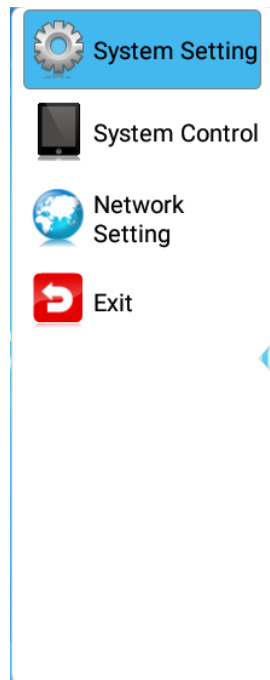 System Setting
System Control
Network
Setting
Exit